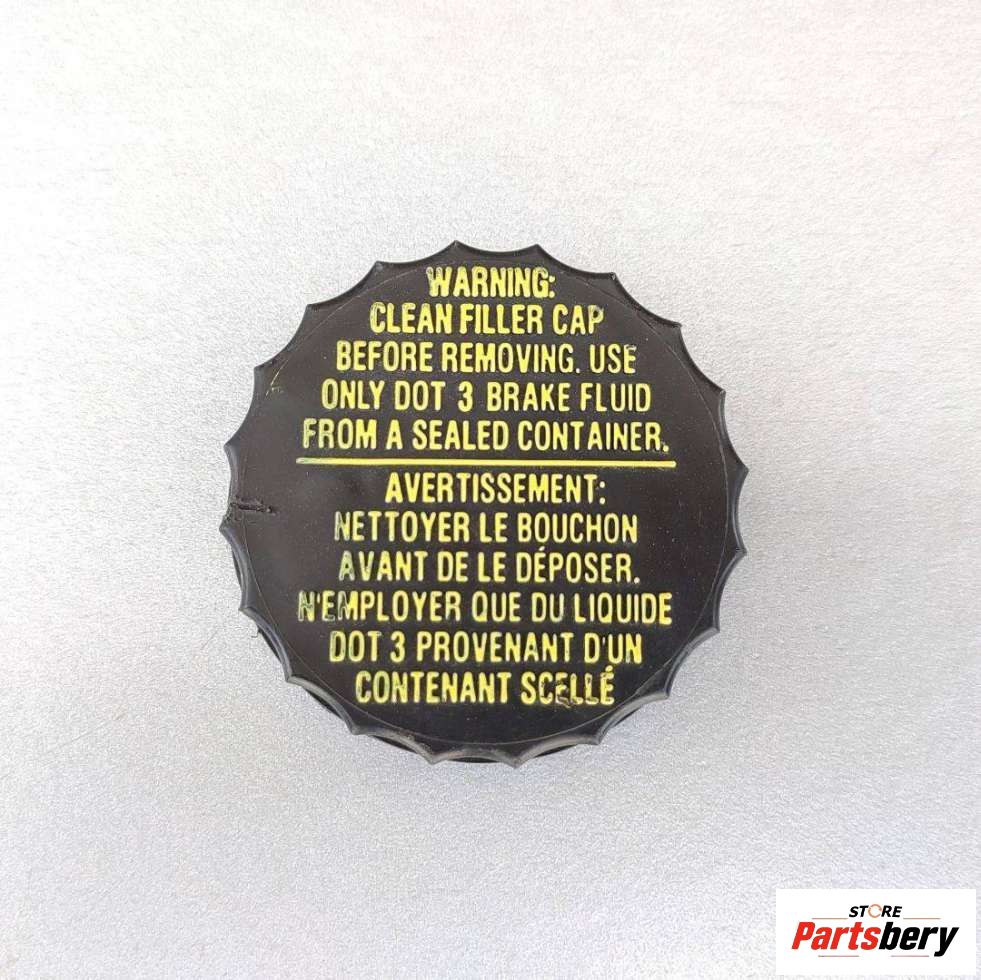 WARNING:
CLEAN FILLER CAP
BEFORE REMOVING. USE
ONLY DOT 3 BRAKE FLUID
FROM A SEALED CONTAINER.
AVERTISSEMENT:
NETTOYER LE BOUCHON
AVANT DE LE DÉPOSER.
N'EMPLOYER QUE DU LIQUIDE
DOT 3 PROVENANT D'UN
CONTENANT SCELLÉ
STORE
Partsbery